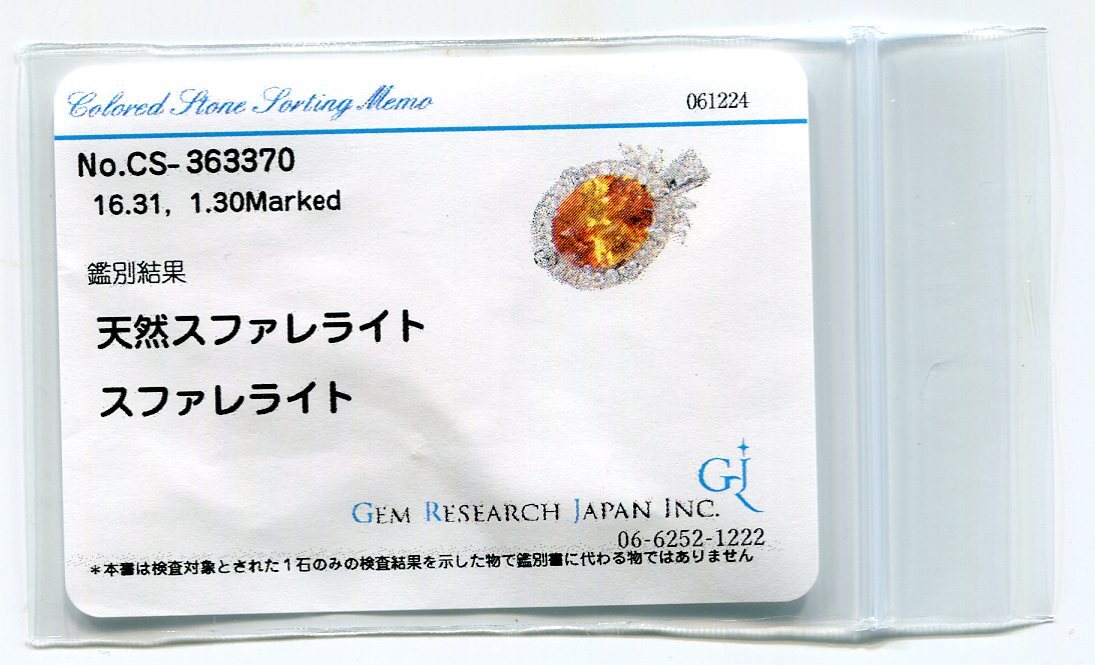 Colored Stone Sorting Memo
061224
No.CS-363370
16.31, 1.30Marked
鑑別結果
天然スファレライト
スファレライト
GJ
GEM RESEARCH JAPAN INC.
06-6252-1222
*本書は検査対象とされた1石のみの検査結果を示した物で鑑別書に代わる物ではありません